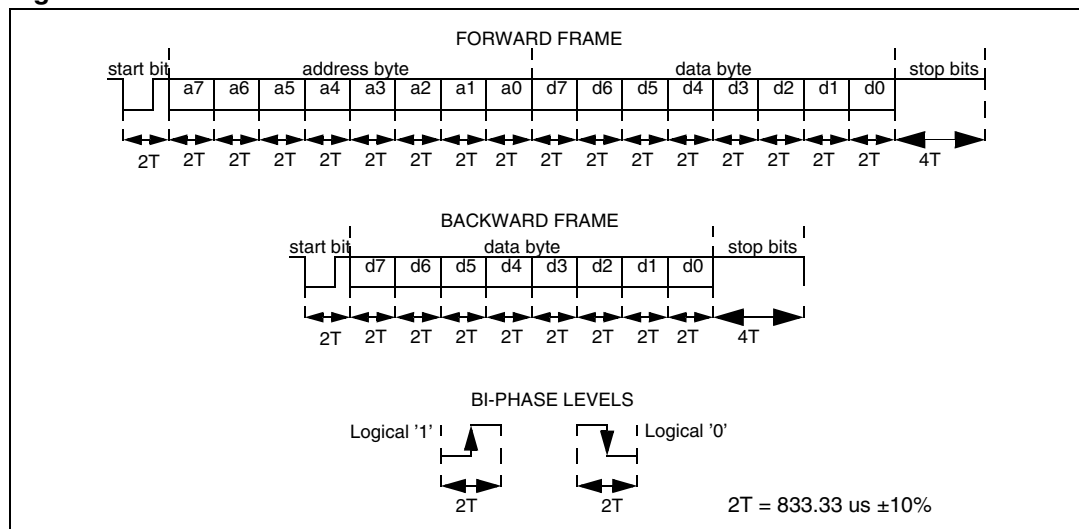 FORWARD FRAME
start bit address byte data byte stop bits
a7 a6 a5 a4 a3 a2 a1 a0 d7 d6 d5 d4 d3 d2 d1 d0
2T 2T 2T 2T 2T 2T 2T 2T 2T 2T 2T 2T 2T 2T 2T 2T 2T 4T
BACKWARD FRAME
start bit data byte stop bits
d7 d6 d5 d4 d3 d2 d1 d0
2T 2T 2T 2T 2T 2T 2T 2T 2T 4T
BI-PHASE LEVELS
Logical '1' Logical '0'
2T 2T 2T = 833.33 us ±10%